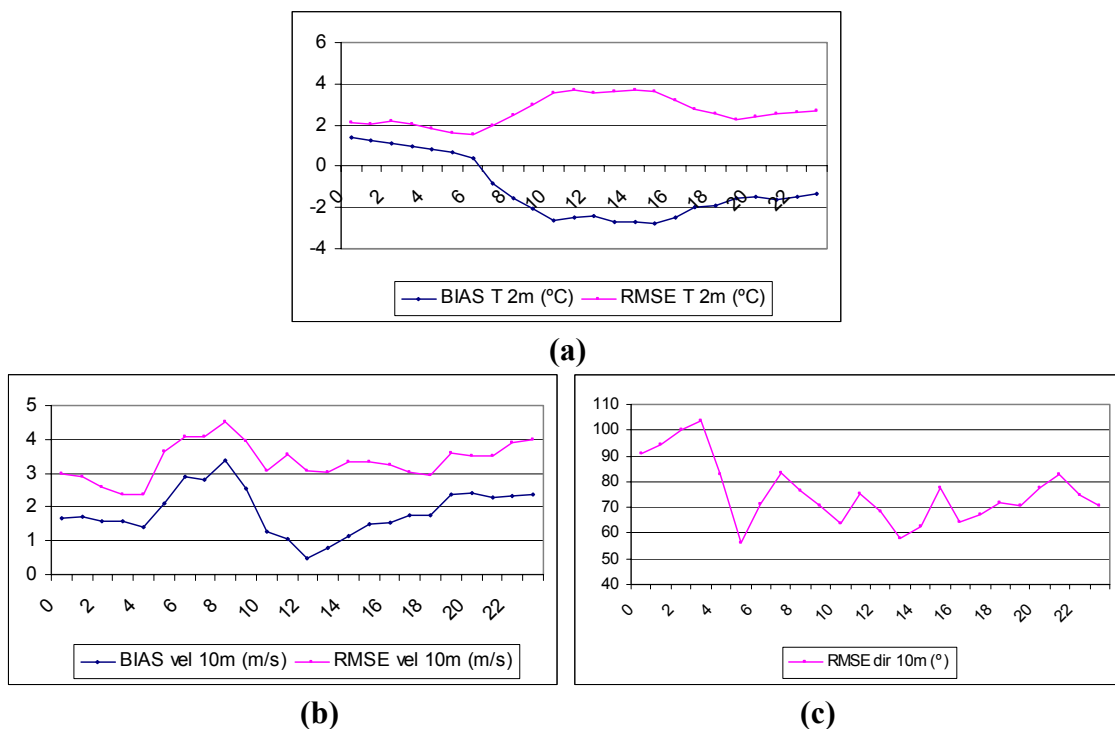 6
4
2
0
-2
-4
0 2 4 6 8 10 12 14 16 18 20 22
BIAS T 2m (ºC) RMSE T 2m (ºC)
(a)
5
4
3
2
1
0
0 2 4 6 8 10 12 14 16 18 20 22
BIAS vel 10m (m/s) RMSE vel 10m (m/s)
(b)
110
100
90
80
70
60
50
40
0 2 4 6 8 10 12 14 16 18 20 22
RMSE dir 10m (º)
(c)